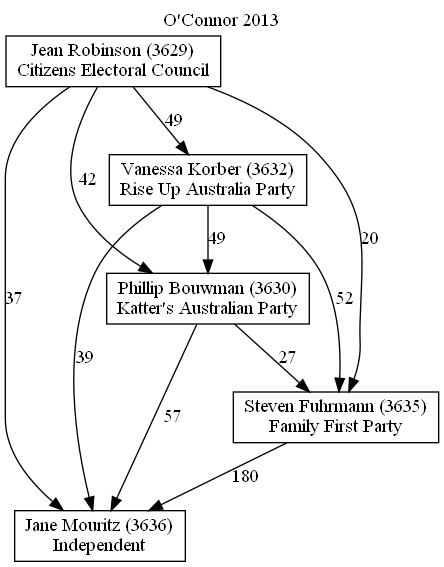 O'Connor 2013
Jean Robinson (3629)
Citizens Electoral Council
49
Vanessa Korber (3632)
Rise Up Australia Party
42
49
20
Phillip Bouwman (3630)
Katter's Australian Party
37
52
39
27
57
Steven Fuhrmann (3635)
Family First Party
180
Jane Mouritz (3636)
Independent